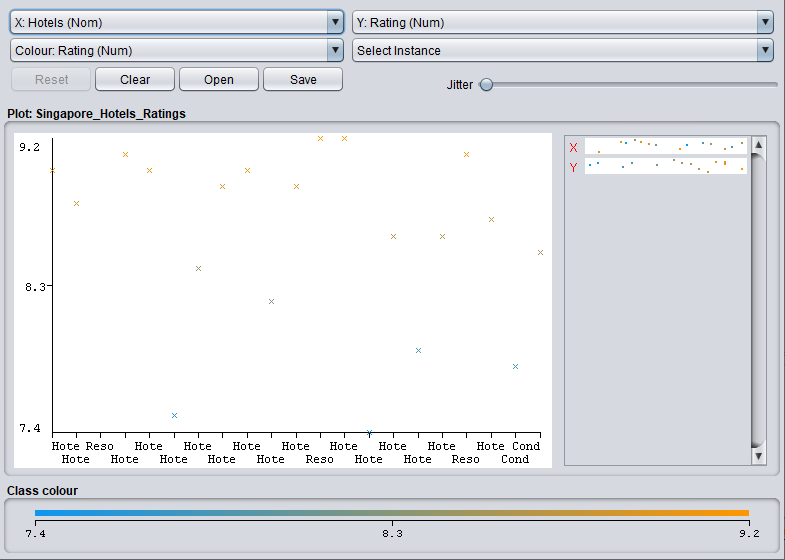 X: Hotels (Nom) Y: Rating (Num)
Colour: Rating (Num) Select Instance
Reset Clear Open Save Jitter
Plot: Singapore_Hotels_Ratings
9.2
X
Y
8.3
7.4
Hote Reso Hote Hote Hote Hote Hote Hote Hote Hote Cond
Hote Hote Hote Hote Hote Reso Hote Hote Reso Cond
Class colour
7.4 8.3 9.2